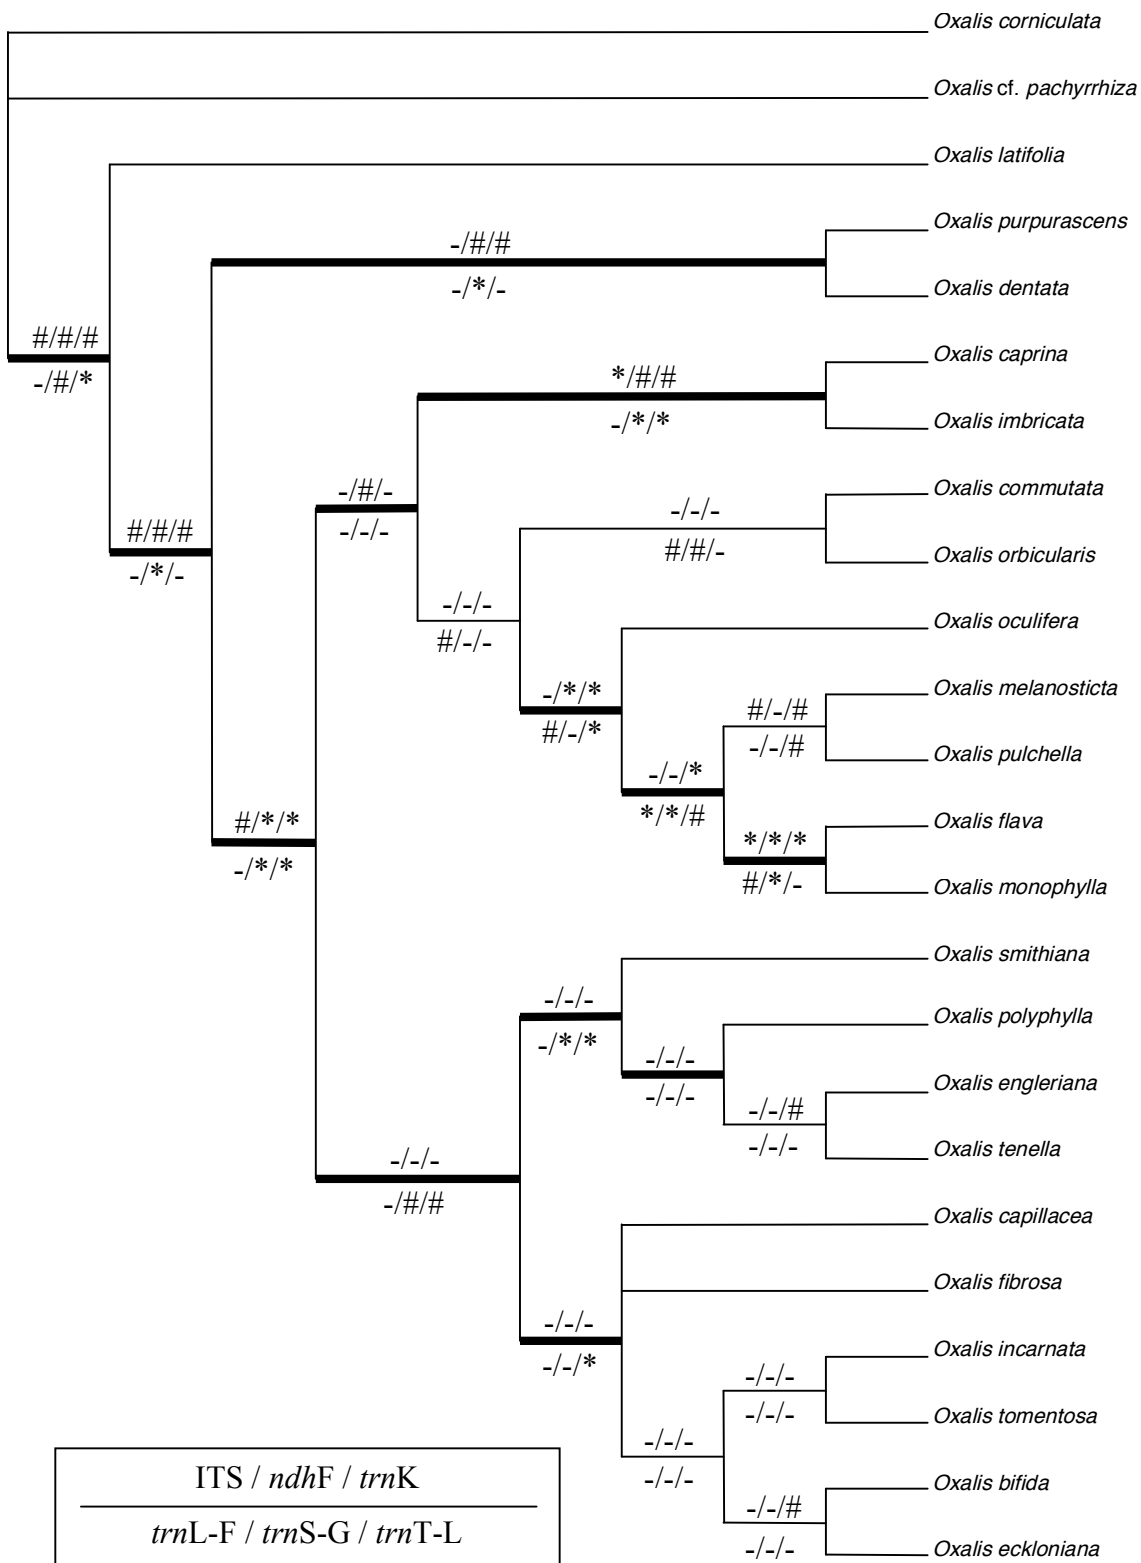 Oxalis corniculata
Oxalis cf. pachyrrhiza
Oxalis latifolia
Oxalis purpurascens
-/#/#
-/*/-
Oxalis dentata
#/#/#
-/#/*
Oxalis caprina
*/#/#
-/*/*
Oxalis imbricata
-/#/-
-/-/-
Oxalis commutata
-/-/-
#/#/-
Oxalis orbicularis
#/#/#
-/*/-
-/-/-
#/-/-
Oxalis oculifera
-/*/*
#/-/*
Oxalis melanosticta
#/-/#
-/-/#
Oxalis pulchella
-/-/*
*/*/#
Oxalis flava
*/*/*
#/*/-
Oxalis monophylla
#/*/*
-/*/*
Oxalis smithiana
-/-/-
-/*/*
Oxalis polyphylla
-/-/-
-/-/-
Oxalis engleriana
-/-/#
-/-/-
Oxalis tenella
-/-/-
-/#/#
Oxalis capillacea
Oxalis fibrosa
-/-/-
-/-/*
Oxalis incarnata
-/-/-
-/-/-
Oxalis tomentosa
-/-/-
-/-/-
Oxalis bifida
-/-/#
-/-/-
Oxalis eckloniana
ITS / ndhF / trnK
trnL-F / trnS-G / trnT-L